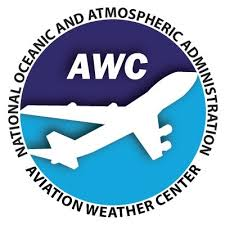 NATIONAL OCEANIC AND ATMOSPHERIC ADMINISTRATION
AWC
AVIATION WEATHER CENTER